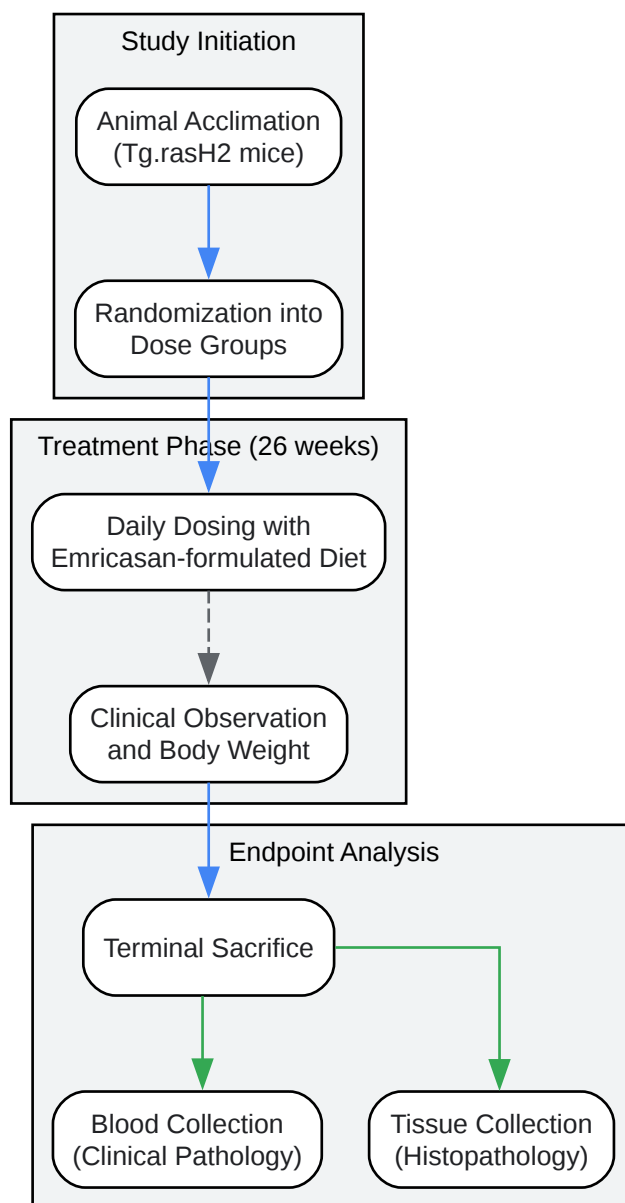 Study Initiation
Animal Acclimation
(Tg.rasH2 mice)
Randomization into
Dose Groups
Treatment Phase (26 weeks)
Daily Dosing with
Emricasan-formulated Diet
Clinical Observation
and Body Weight
Endpoint Analysis
Terminal Sacrifice
Blood Collection
(Clinical Pathology)
Tissue Collection
(Histopathology)